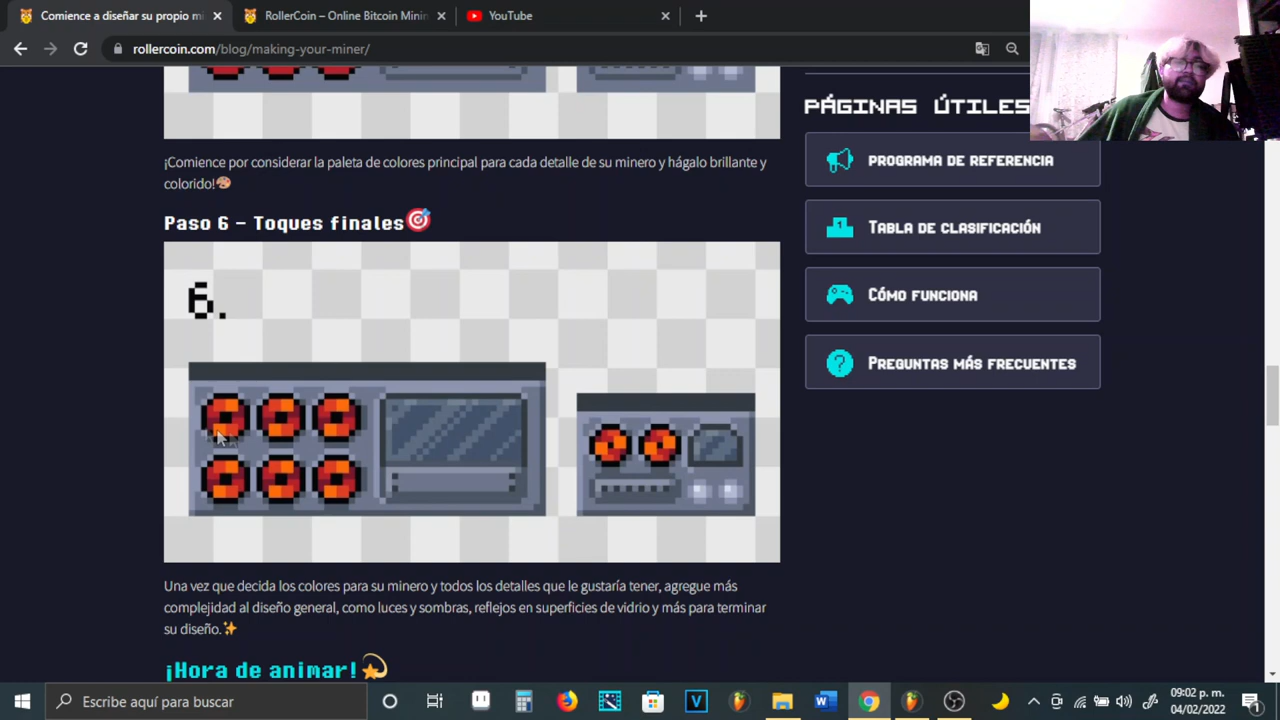 Comience a diseñar su propio mi
RollerCoin – Online Bitcoin Minin
YouTube
rollercoin.com/blog/making-your-miner/
PÁGINAS ÚTILES
PROGRAMA DE REFERENCIA
TABLA DE CLASIFICACIÓN
CÓMO FUNCIONA
PREGUNTAS MÁS FRECUENTES
¡Comience por considerar la paleta de colores principal para cada detalle de su minero y hágalo brillante y
colorido!🎨
Paso 6 - Toques finales🎯
6.
Una vez que decida los colores para su minero y todos los detalles que le gustaría tener, agregue más
complejidad al diseño general, como luces y sombras, reflejos en superficies de vidrio y más para terminar
su diseño.✨
¡Hora de animar!💫
Escribe aquí para buscar
09:02 p. m.
04/02/2022